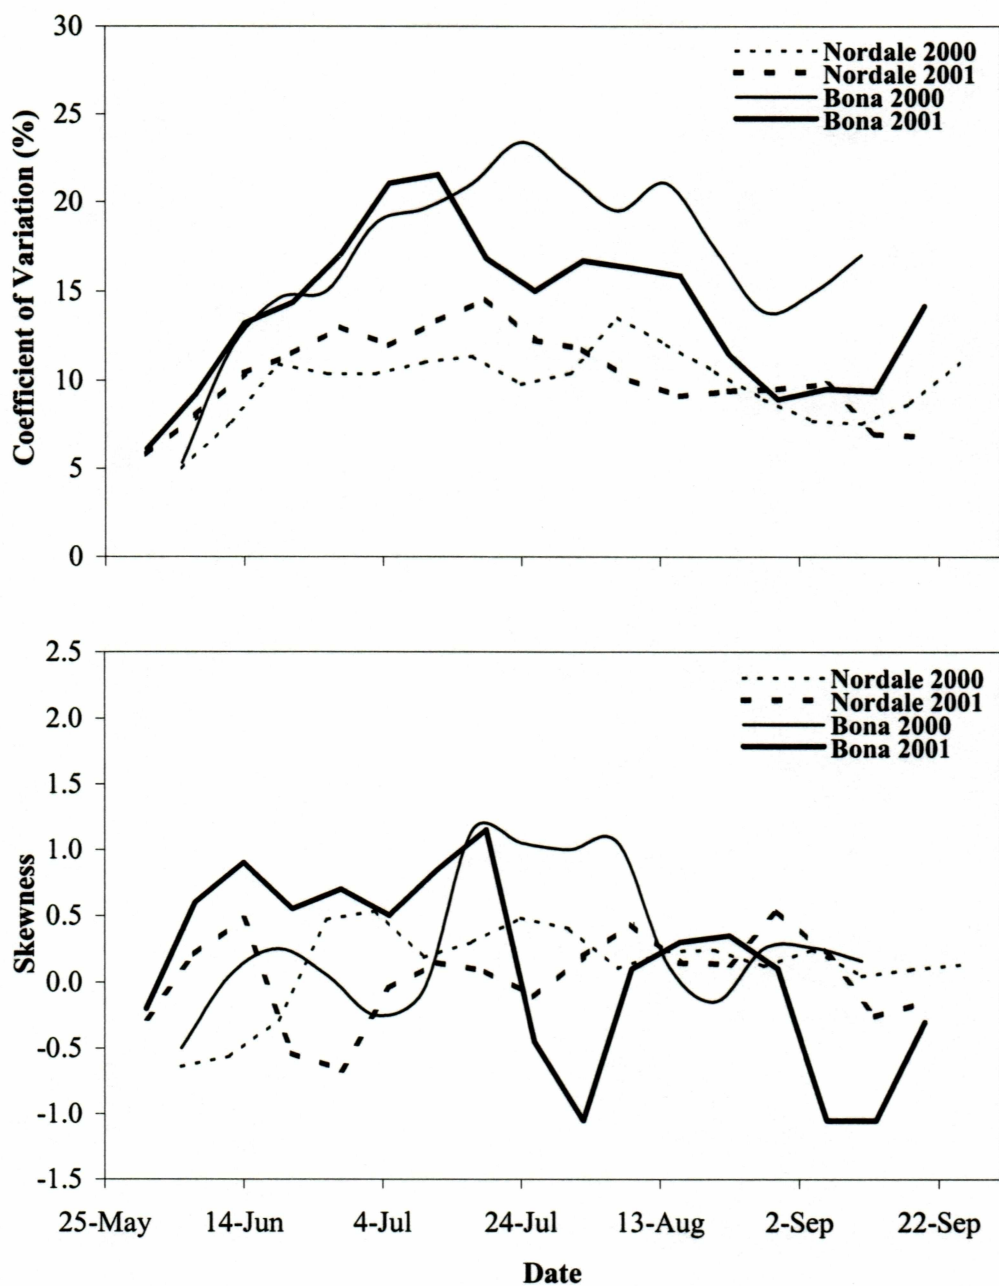 30
25
20
15
10
5
0
Coefficient of Variation (%)
Nordale 2000
Nordale 2001
Bona 2000
Bona 2001
2.5
2.0
1.5
1.0
0.5
0.0
-0.5
-1.0
-1.5
Skewness
Nordale 2000
Nordale 2001
Bona 2000
Bona 2001
25-May 14-Jun 4-Jul 24-Jul 13-Aug 2-Sep 22-Sep
Date